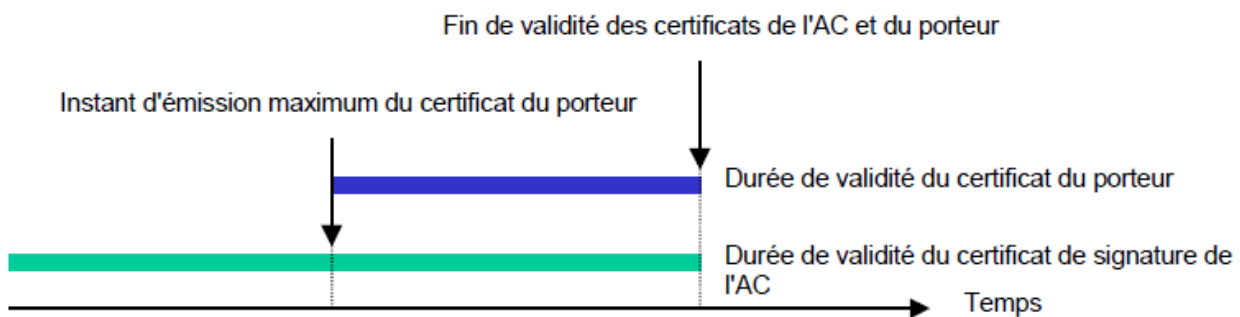 Fin de validité des certificats de l'AC et du porteur
Instant d'émission maximum du certificat du porteur
Durée de validité du certificat du porteur
Durée de validité du certificat de signature de
l'AC
Temps